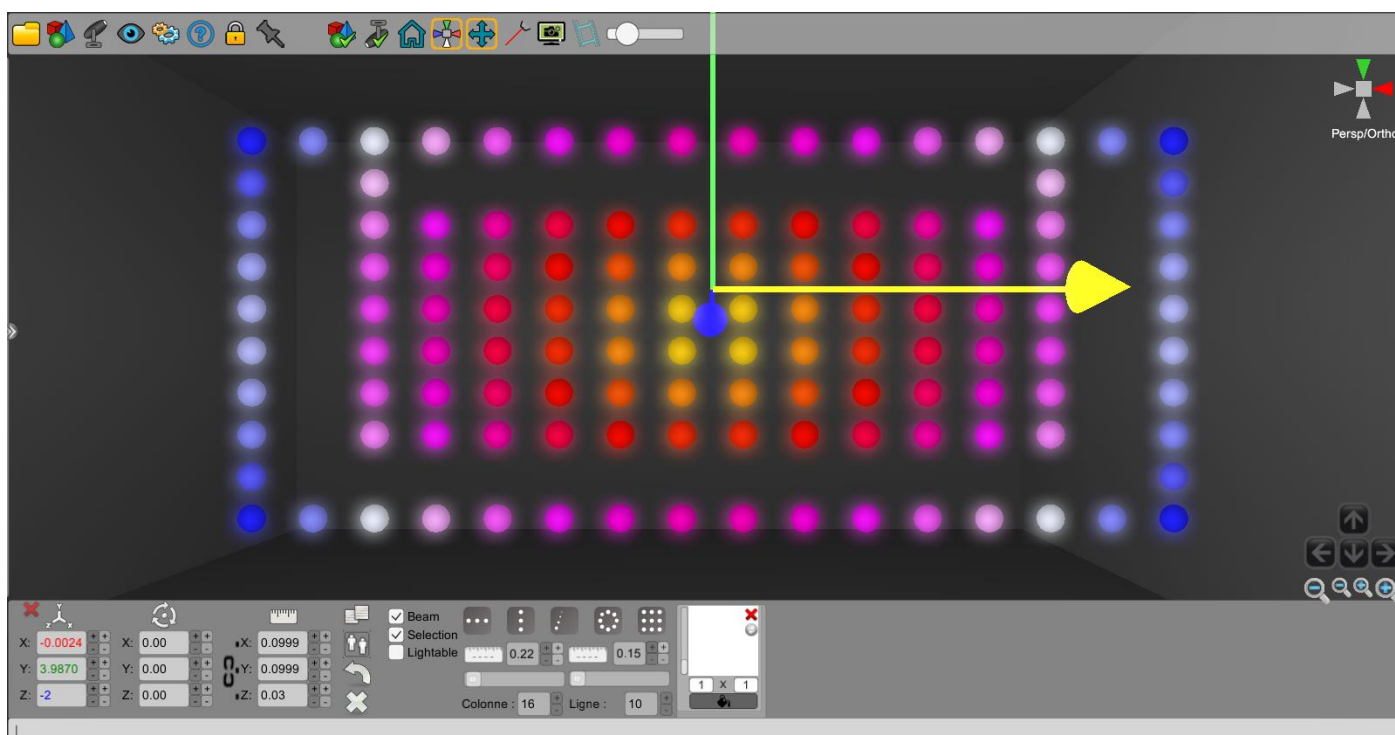 Persp/Ortho
X: -0.0024 X: 0.00 X: 0.0999
Y: 3.9870 Y: 0.00 Y: 0.0999
Z: -2 Z: 0.00 Z: 0.03
Beam
Selection
Lightable
0.22 0.15
Colonne : 16 Ligne : 10
1 X 1